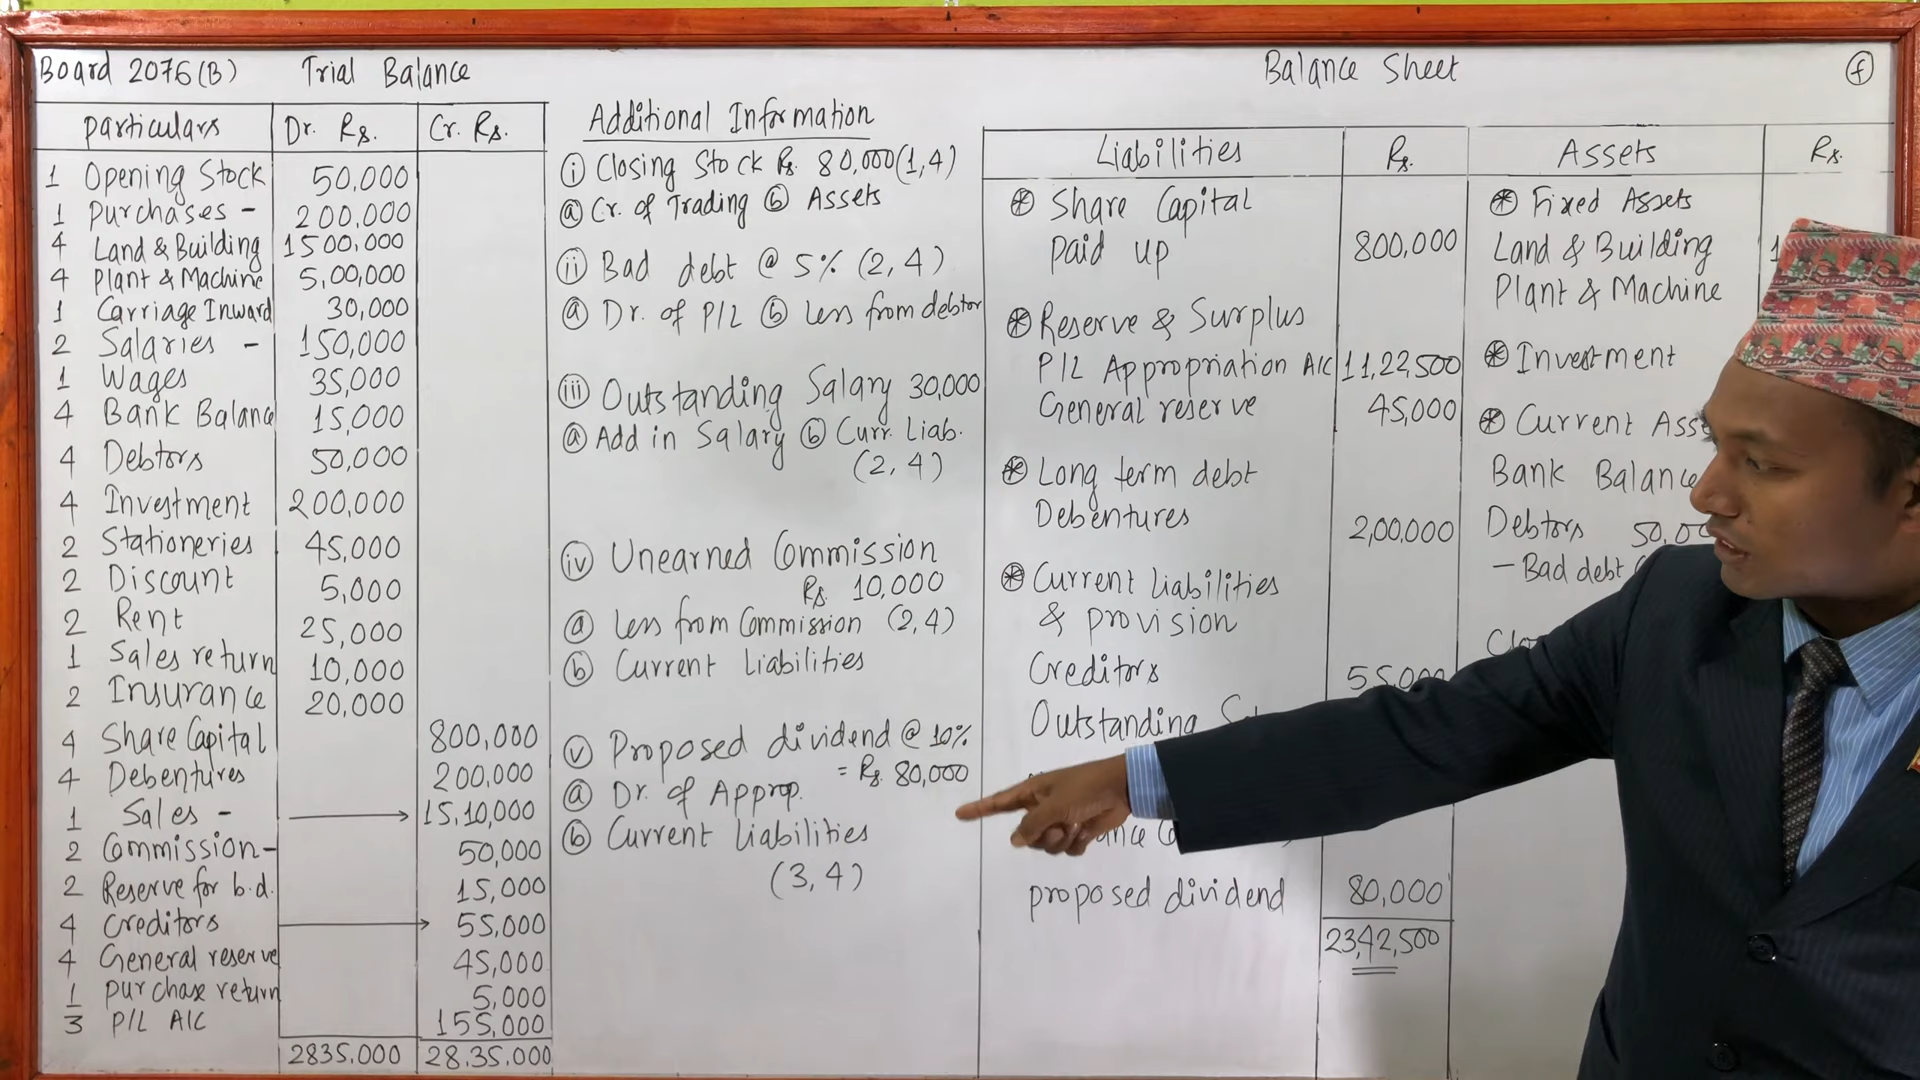 Board 2076(B) Trial Balance
particulars Dr. Rs. Cr. Rs.
1 Opening Stock 50,000
1 Purchases - 200,000
4 Land & Building 1500,000
4 Plant & Machine 5,00,000
1 Carriage Inward 30,000
2 Salaries - 150,000
1 Wages 35,000
4 Bank Balance 15,000
4 Debtors 50,000
4 Investment 200,000
2 Stationeries 45,000
2 Discount 5,000
2 Rent 25,000
1 Sales return 10,000
2 Insurance 20,000
4 Share Capital 800,000
4 Debentures 200,000
1 Sales - 15,10,000
2 Commission - 50,000
2 Reserve for b.d. 15,000
4 Creditors 55,000
4 General reserve 45,000
1 purchase return 5,000
3 P/L A/C 155,000
2835,000 28,35,000
Additional Information
(i) Closing Stock Rs. 80,000 (1,4)
(a) Cr. of Trading (b) Assets
(ii) Bad debt @ 5% (2,4)
(a) Dr. of P/L (b) Less from debtor
(iii) Outstanding Salary 30,000
(a) Add in Salary (b) Curr. Liab.
(2,4)
(iv) Unearned Commission
Rs. 10,000
(a) Less from Commission (2,4)
(b) Current Liabilities
(v) Proposed dividend @ 10%
= Rs. 80,000
(a) Dr. of Approp.
(b) Current Liabilities
(3,4)
Balance Sheet (f)
Liabilities Rs. Assets Rs.
* Share Capital
Paid up 800,000
* Reserve & Surplus
P/L Appropriation A/C 11,22,500
General reserve 45,000
* Long term debt
Debentures 2,00,000
* Current Liabilities
& provision
Creditors 55,000
Outstanding
proposed dividend 80,000
2342,500
* Fixed Assets
Land & Building
Plant & Machine
* Investment
* Current
Bank Balance
Debtors
- Bad debt